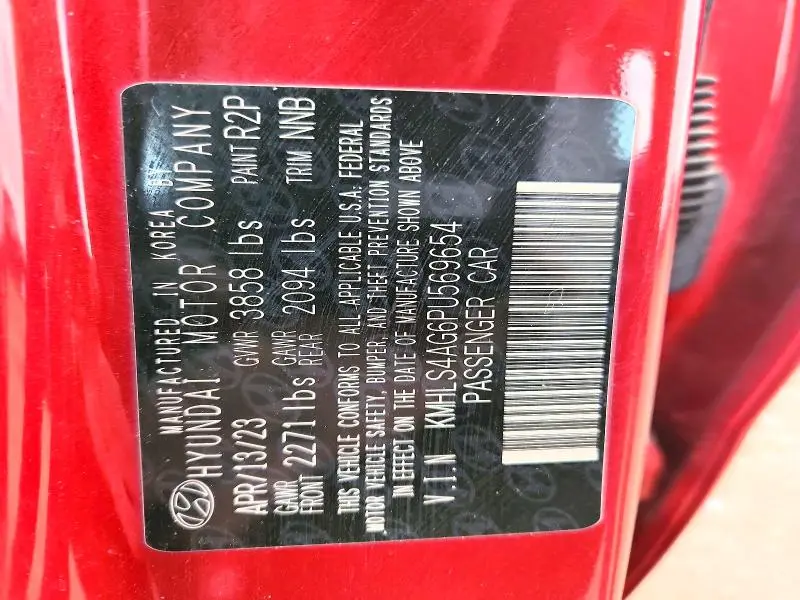 MANUFACTURED IN KOREA BY
HYUNDAI MOTOR COMPANY
APR/13/23 GVWR 3858 lbs PAINT R2P
GAWR FRONT 2271 lbs GAWR REAR 2094 lbs TRIM NNB
THIS VEHICLE CONFORMS TO ALL APPLICABLE U.S.A. FEDERAL
MOTOR VEHICLE SAFETY, BUMPER, AND THEFT PREVENTION STANDARDS
IN EFFECT ON THE DATE OF MANUFACTURE SHOWN ABOVE
V.I.N KMHLS4AG6PU569654
PASSENGER CAR